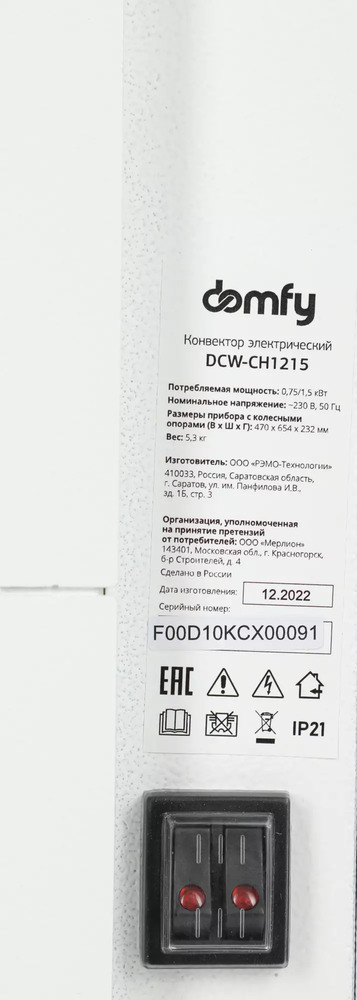 domfy
Конвектор электрический
DCW-CH1215
Потребляемая мощность: 0,75/1,5 кВт
Номинальное напряжение: ~230 В, 50 Гц
Размеры прибора с колесными
опорами (В х Ш х Г): 470 х 654 х 232 мм
Вес: 5,3 кг
Изготовитель: ООО «РЭМО-Технологии»
410033, Россия, Саратовская область,
г. Саратов, ул. им. Панфилова И.В.,
зд. 1Б, стр. 3
Организация, уполномоченная
на принятие претензий
от потребителей: ООО «Мерлион»
143401, Московская обл., г. Красногорск,
б-р Строителей, д. 4
Сделано в России
Дата изготовления: 12.2022
Серийный номер:
F00D10KCX00091
EAC
IP21